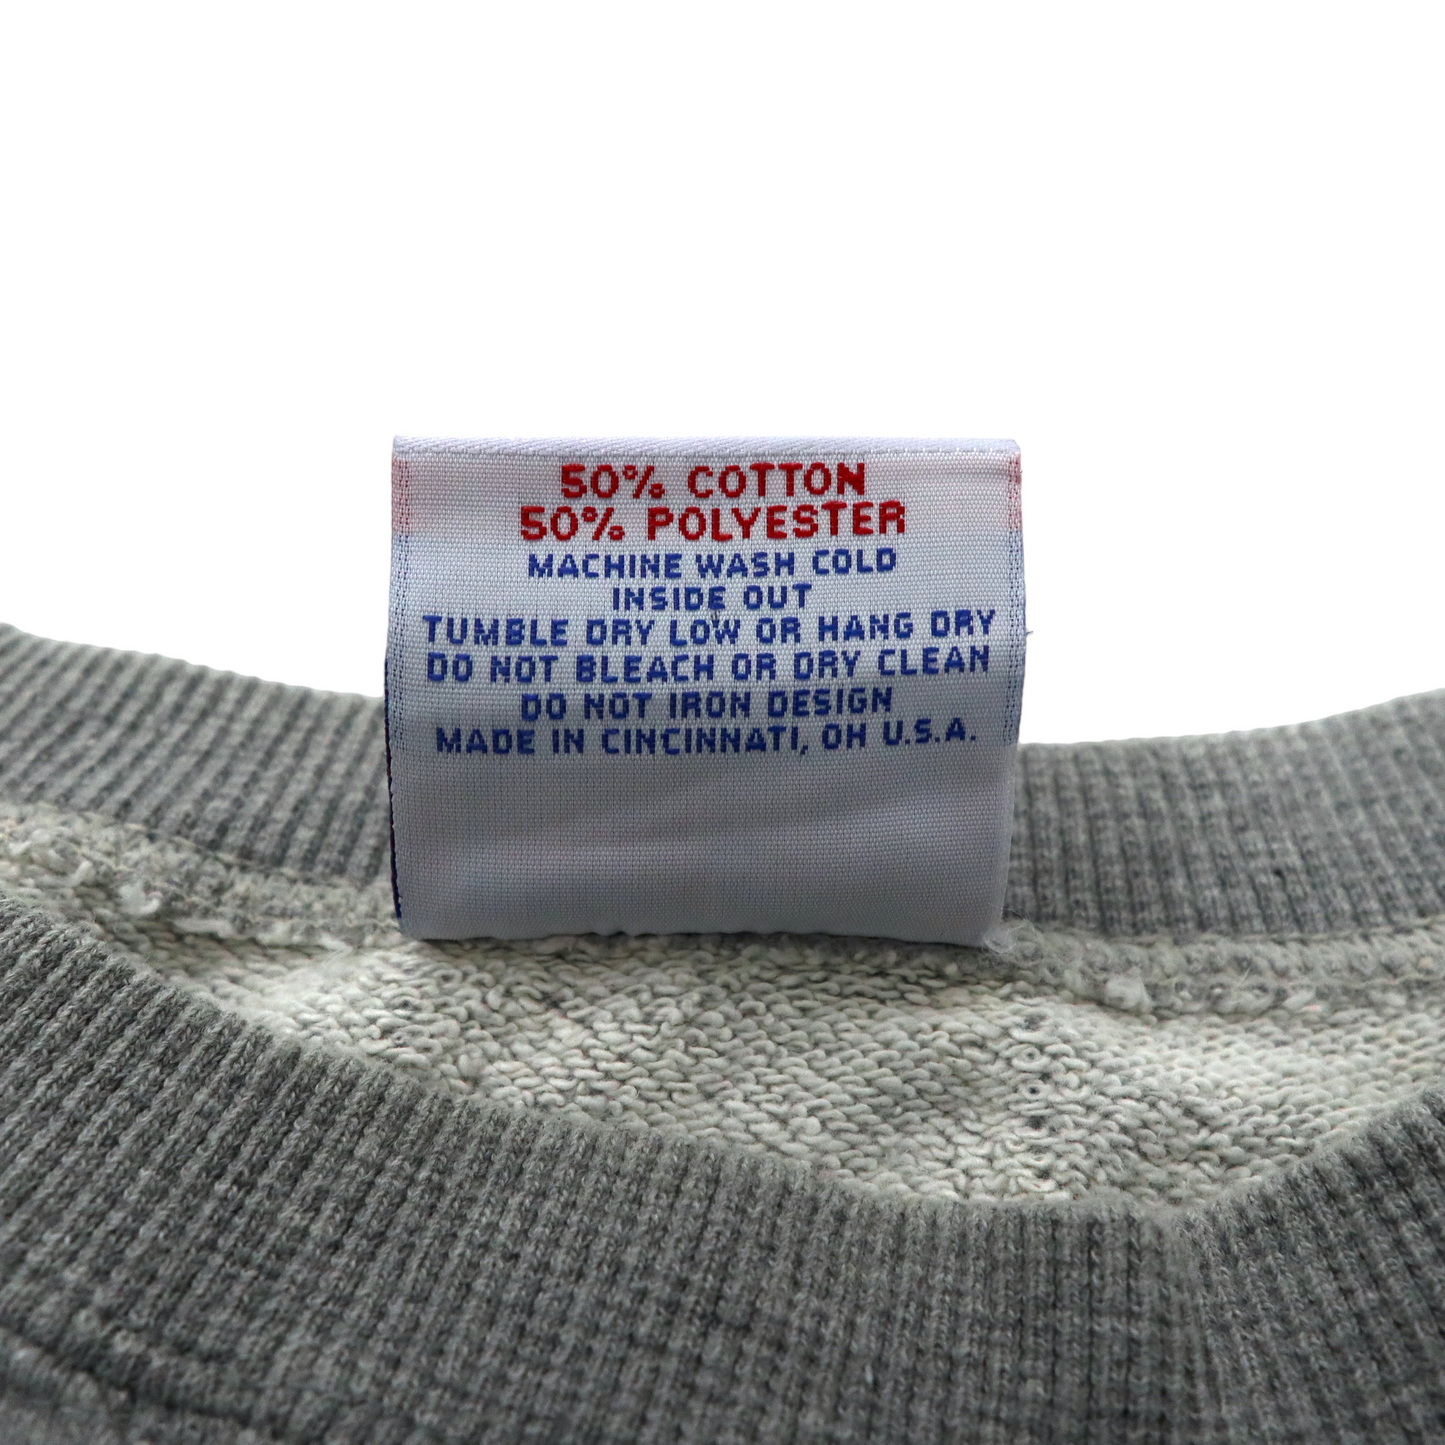 50% COTTON
50% POLYESTER
MACHINE WASH COLD
INSIDE OUT
TUMBLE DRY LOW OR HANG DRY
DO NOT BLEACH OR DRY CLEAN
DO NOT IRON DESIGN
MADE IN CINCINNATI, OH U.S.A.